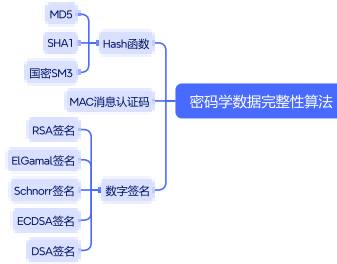 MD5
SHA1
国密SM3
Hash函数
MAC消息认证码
密码学数据完整性算法
RSA签名
ElGamal签名
Schnorr签名
ECDSA签名
DSA签名
数字签名